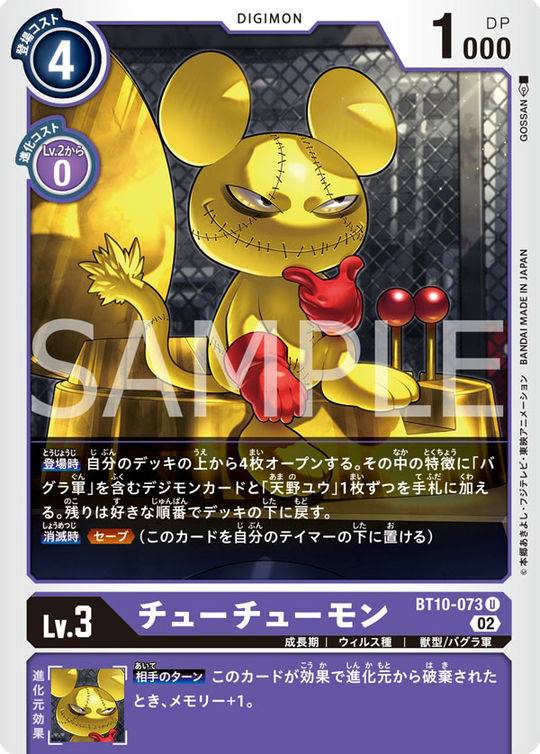 DIGIMON
登場コスト
4
DP
1000
進化コスト
Lv.2から
0
GOSSAN
BANDAI MADE IN JAPAN
© 本郷あきよし・フジテレビ・東映アニメーション
SAMPLE
登場時 自分のデッキの上から4枚オープンする。その中の特徴に「バ
グラ軍」を含むデジモンカードと「天野ユウ」1枚ずつを手札に加え
る。残りは好きな順番でデッキの下に戻す。
消滅時 セーブ (このカードを自分のテイマーの下に置ける)
Lv.3
チューチューモン
BT10-073 U
02
成長期 | ウィルス種 | 獣型/バグラ軍
進化元効果
相手のターン このカードが効果で進化元から破棄された
とき、メモリー+1。